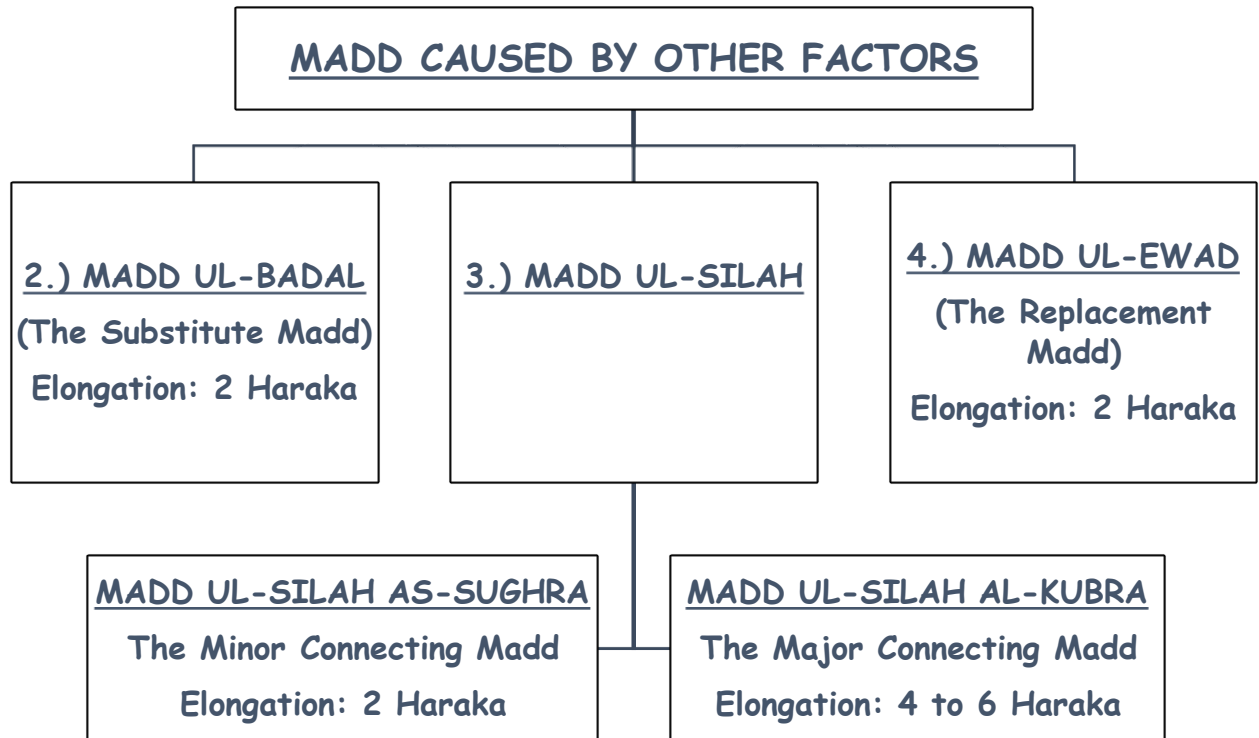 MADD CAUSED BY OTHER FACTORS
2.) MADD UL-BADAL
(The Substitute Madd)
Elongation: 2 Haraka
3.) MADD UL-SILAH
4.) MADD UL-EWAD
(The Replacement
Madd)
Elongation: 2 Haraka
MADD UL-SILAH AS-SUGHRA
The Minor Connecting Madd
Elongation: 2 Haraka
MADD UL-SILAH AL-KUBRA
The Major Connecting Madd
Elongation: 4 to 6 Haraka